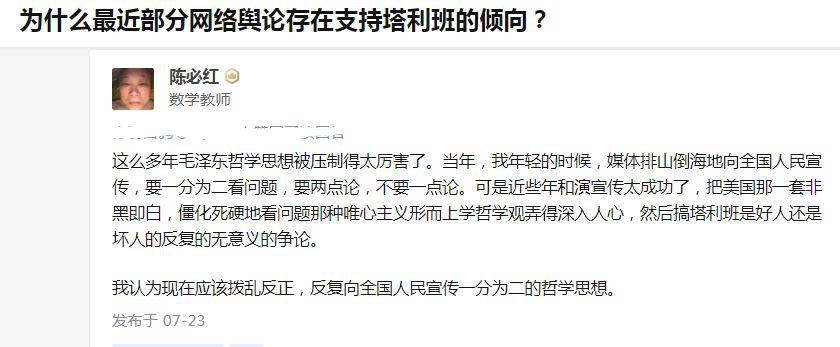 为什么最近部分网络舆论存在支持塔利班的倾向？
陈必红
数学教师
这么多年毛泽东哲学思想被压制得太厉害了。当年，我年轻的时候，媒体排山倒海地向全国人民宣
传，要一分为二看问题，要两点论，不要一点论。可是近些年和演宣传太成功了，把美国那一套非
黑即白，僵化死硬地看问题那种唯心主义形而上学哲学观弄得深入人心，然后搞塔利班是好人还是
坏人的反复的无意义的争论。
我认为现在应该拨乱反正，反复向全国人民宣传一分为二的哲学思想。
发布于 07-23